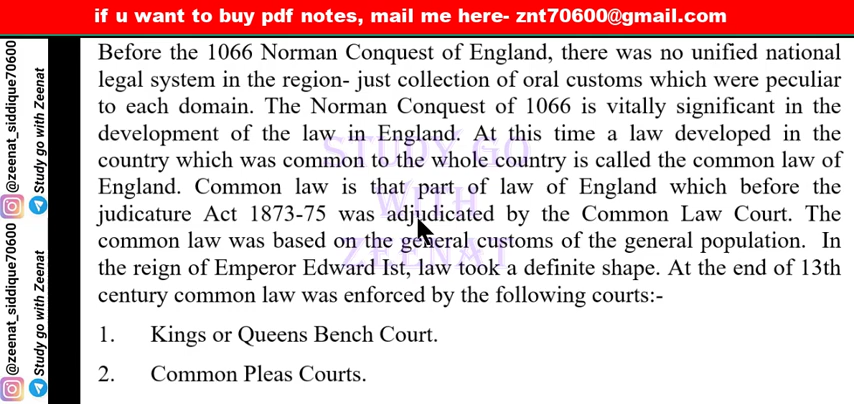 if u want to buy pdf notes, mail me here- znt70600@gmail.com
Before the 1066 Norman Conquest of England, there was no unified national
legal system in the region- just collection of oral customs which were peculiar
to each domain. The Norman Conquest of 1066 is vitally significant in the
development of the law in England. At this time a law developed in the
country which was common to the whole country is called the common law of
England. Common law is that part of law of England which before the
judicature Act 1873-75 was adjudicated by the Common Law Court. The
common law was based on the general customs of the general population. In
the reign of Emperor Edward Ist, law took a definite shape. At the end of 13th
century common law was enforced by the following courts:-
1. Kings or Queens Bench Court.
2. Common Pleas Courts.
@zeenat_siddique70600
Study go with Zeenat
@zeenat_siddique70600
Study go with Zeenat
STUDY GO
WITH
ZEENAT